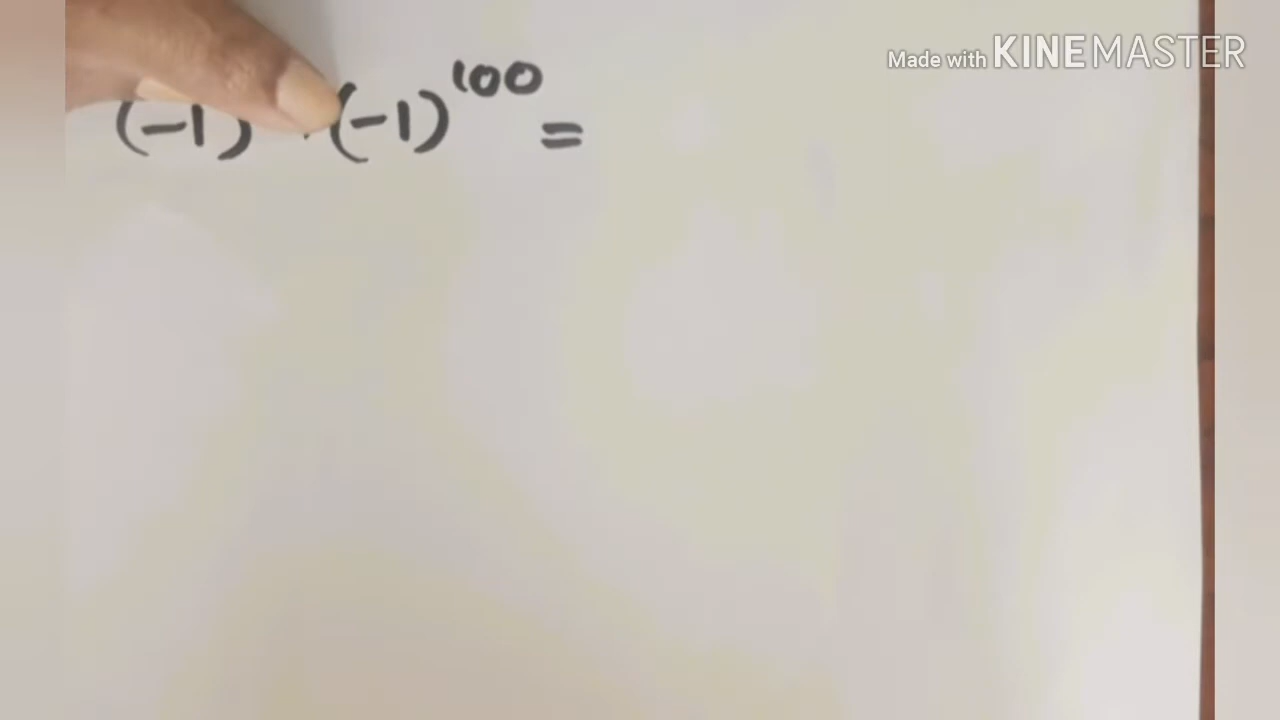 Made with KINEMASTER
(-1) · (-1)¹⁰⁰ =